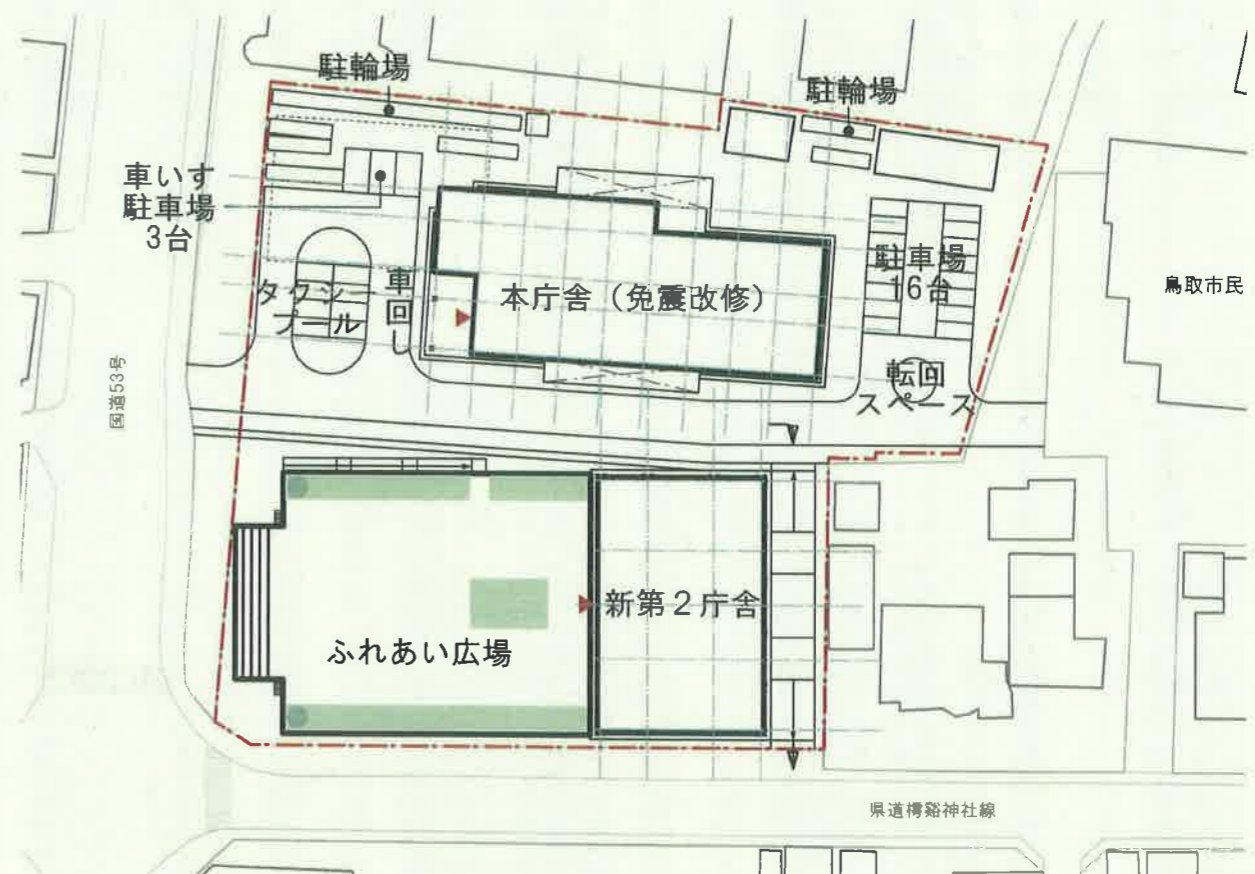 駐輪場
駐輪場
車いす
駐車場
3台
駐車場
16台
鳥取市民
タクシー
プール
車回し
本庁舎（免震改修）
転回
スペース
国道53号
新第２庁舎
ふれあい広場
県道樗谿神社線